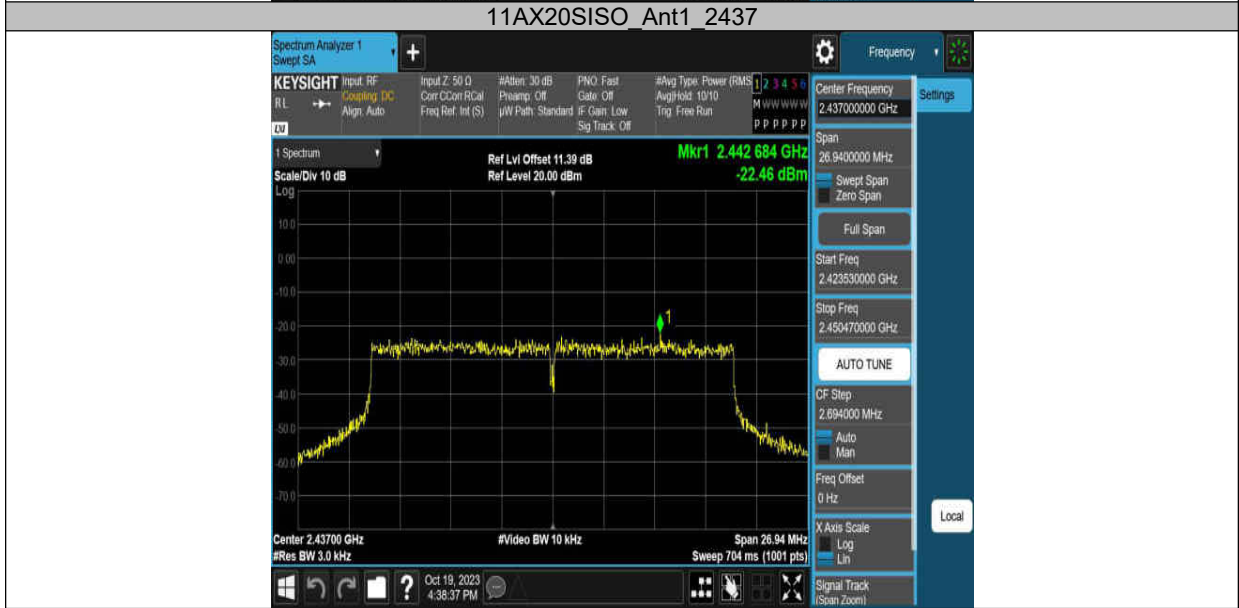 11AX20SISO_Ant1_2437
Spectrum Analyzer 1
Swept SA
+
Frequency
KEYSIGHT
RL
LXI
Input: RF
Coupling: DC
Align: Auto
Input Z: 50 Ω
Corr CCorr RCal
Freq Ref: Int (S)
#Atten: 30 dB
Preamp: Off
µW Path: Standard
PNO: Fast
Gate: Off
IF Gain: Low
Sig Track: Off
#Avg Type: Power (RMS
Avg|Hold: 10/10
Trig: Free Run
1 2 3 4 5 6
M W W W W W
P P P P P P
1 Spectrum
Scale/Div 10 dB
Log
Ref Lvl Offset 11.39 dB
Ref Level 20.00 dBm
Mkr1 2.442 684 GHz
-22.46 dBm
10.0
0.00
-10.0
-20.0
-30.0
-40.0
-50.0
-60.0
-70.0
1
Center 2.43700 GHz
#Res BW 3.0 kHz
#Video BW 10 kHz
Span 26.94 MHz
Sweep 704 ms (1001 pts)
Center Frequency
2.437000000 GHz
Settings
Span
26.9400000 MHz
Swept Span
Zero Span
Full Span
Start Freq
2.423530000 GHz
Stop Freq
2.450470000 GHz
AUTO TUNE
CF Step
2.694000 MHz
Auto
Man
Freq Offset
0 Hz
X Axis Scale
Log
Lin
Local
Signal Track
(Span Zoom)
?
Oct 19, 2023
4:38:37 PM